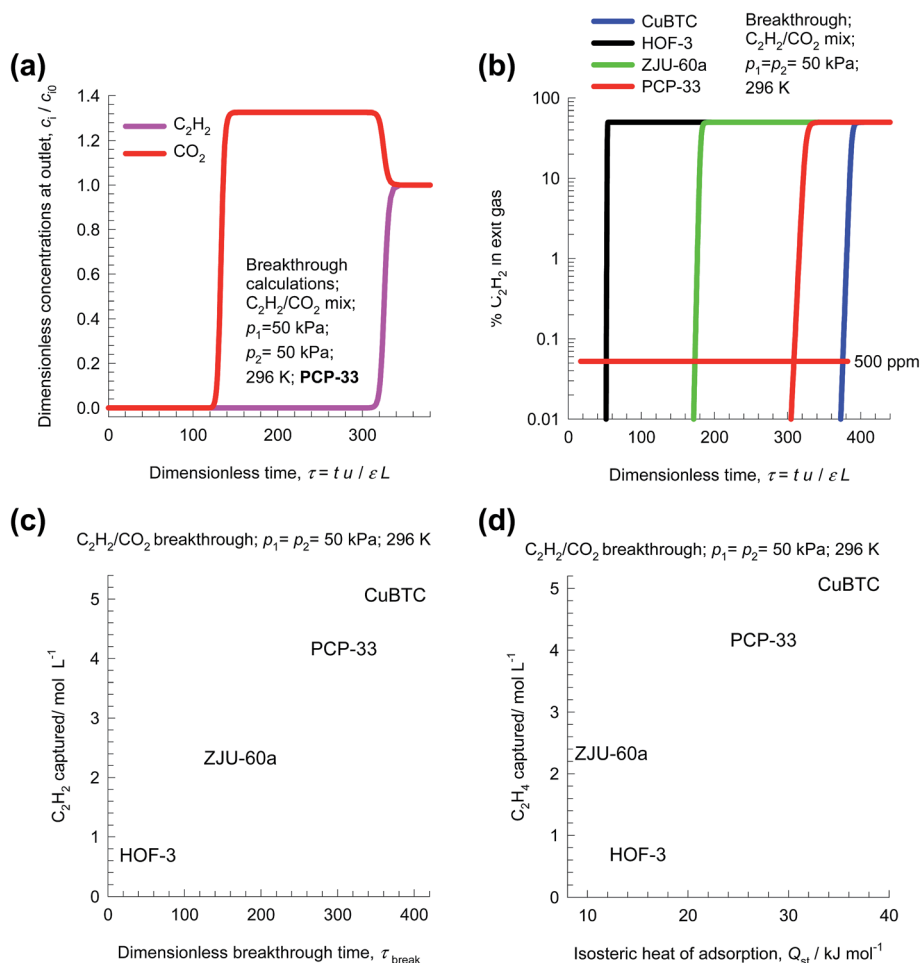 (a)
Dimensionless concentrations at outlet, cᵢ / cᵢ₀
1.4
1.2
1.0
0.8
0.6
0.4
0.2
0.0
C₂H₂
CO₂
Breakthrough
calculations;
C₂H₂/CO₂ mix;
p₁=50 kPa;
p₂= 50 kPa;
296 K; PCP-33
0 100 200 300
Dimensionless time, τ = t u / ε L
(b)
CuBTC
HOF-3
ZJU-60a
PCP-33
Breakthrough;
C₂H₂/CO₂ mix;
p₁=p₂= 50 kPa;
296 K
% C₂H₂ in exit gas
100
10
1
0.1
0.01
500 ppm
0 100 200 300 400
Dimensionless time, τ = t u / ε L
(c)
C₂H₂/CO₂ breakthrough; p₁= p₂= 50 kPa; 296 K
C₂H₂ captured/ mol L⁻¹
5
4
3
2
1
0
CuBTC
PCP-33
ZJU-60a
HOF-3
0 100 200 300 400
Dimensionless breakthrough time, τ break
(d)
C₂H₂/CO₂ breakthrough; p₁= p₂= 50 kPa; 296 K
C₂H₄ captured/ mol L⁻¹
5
4
3
2
1
0
CuBTC
PCP-33
ZJU-60a
HOF-3
10 20 30 40
Isosteric heat of adsorption, Qst / kJ mol⁻¹